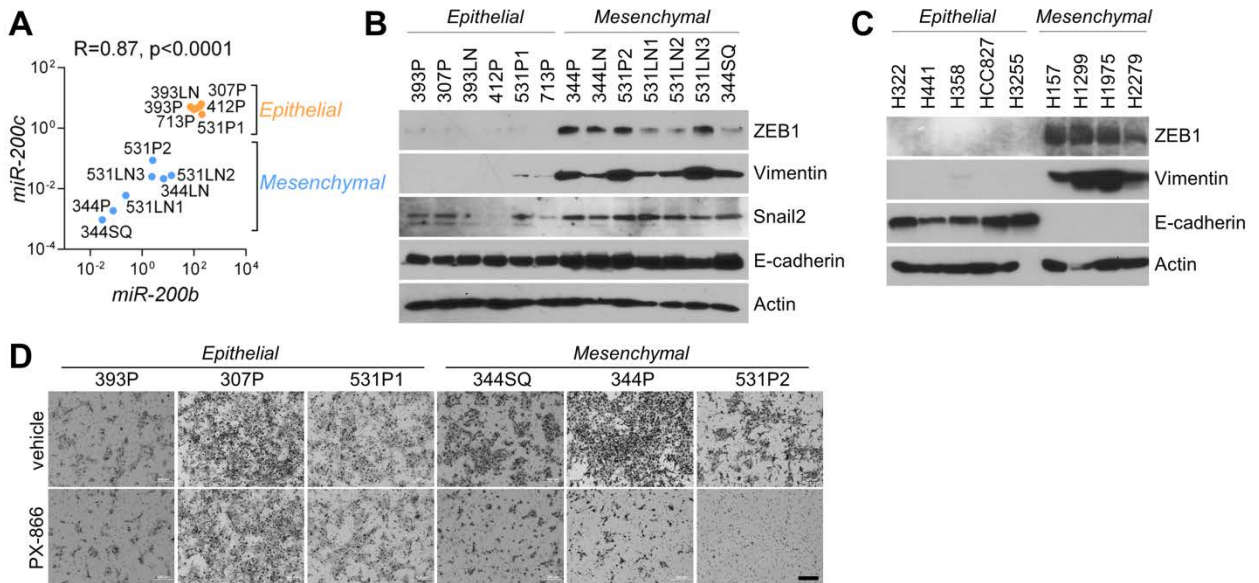 A
R=0.87, p<0.0001
miR-200c
10²
10⁰
10⁻²
10⁻⁴
10⁻²
10⁰
10²
10⁴
miR-200b
393LN
307P
393P
412P
713P
531P1
Epithelial
531P2
531LN3
531LN2
344LN
344P
531LN1
344SQ
Mesenchymal
B
Epithelial
Mesenchymal
393P
307P
393LN
412P
531P1
713P
344P
344LN
531P2
531LN1
531LN2
531LN3
344SQ
ZEB1
Vimentin
Snail2
E-cadherin
Actin
C
Epithelial
Mesenchymal
H322
H441
H358
HCC827
H3255
H157
H1299
H1975
H2279
ZEB1
Vimentin
E-cadherin
Actin
D
Epithelial
Mesenchymal
393P
307P
531P1
344SQ
344P
531P2
vehicle
PX-866